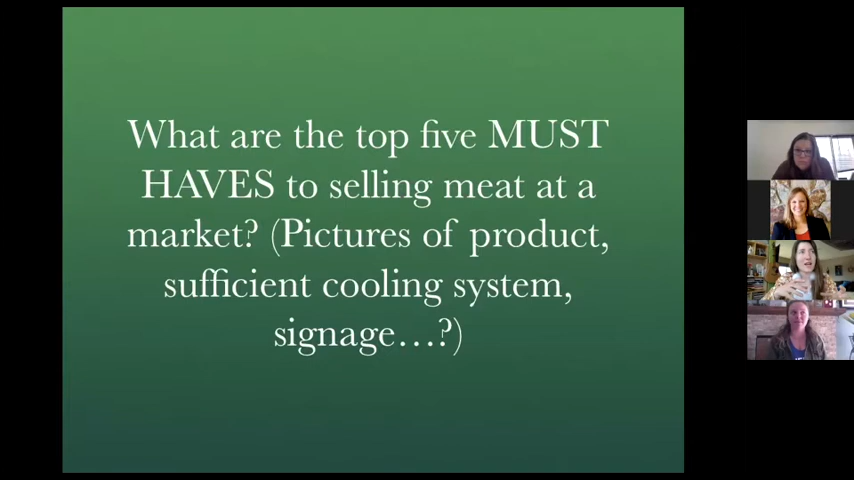 What are the top five MUST
HAVES to selling meat at a
market? (Pictures of product,
sufficient cooling system,
signage…?)